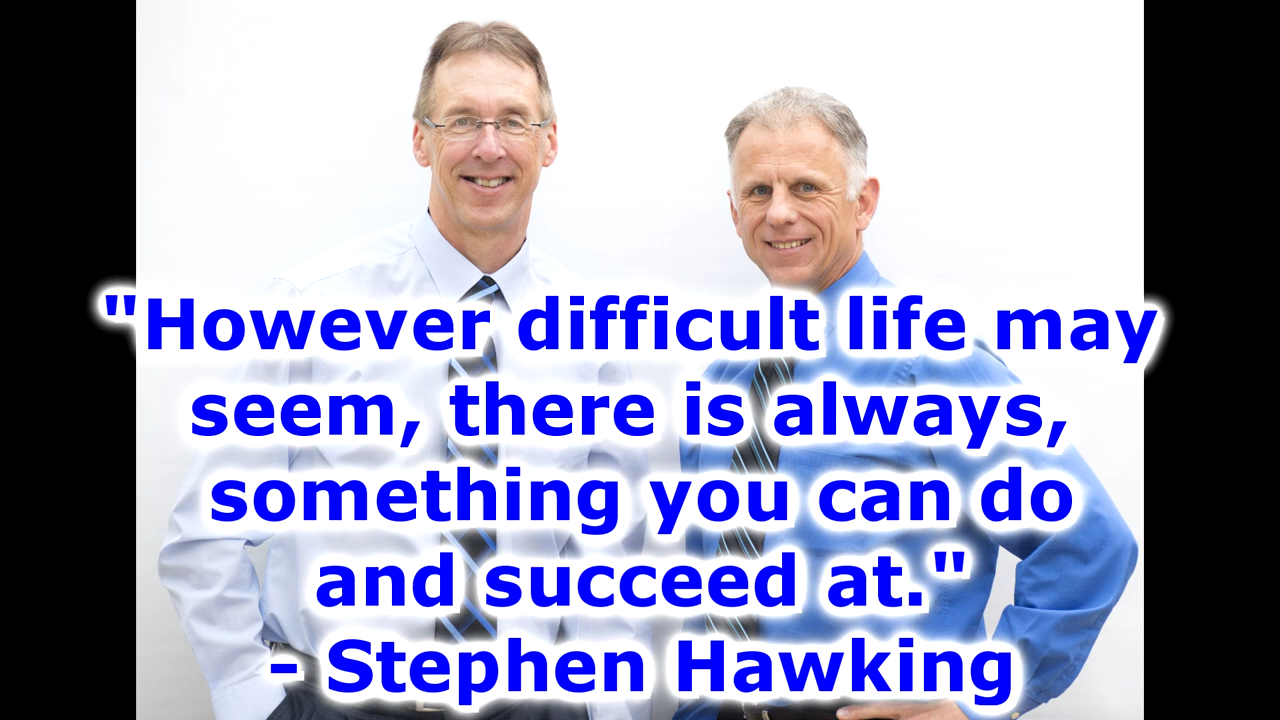 "However difficult life may
seem, there is always,
something you can do
and succeed at."
- Stephen Hawking